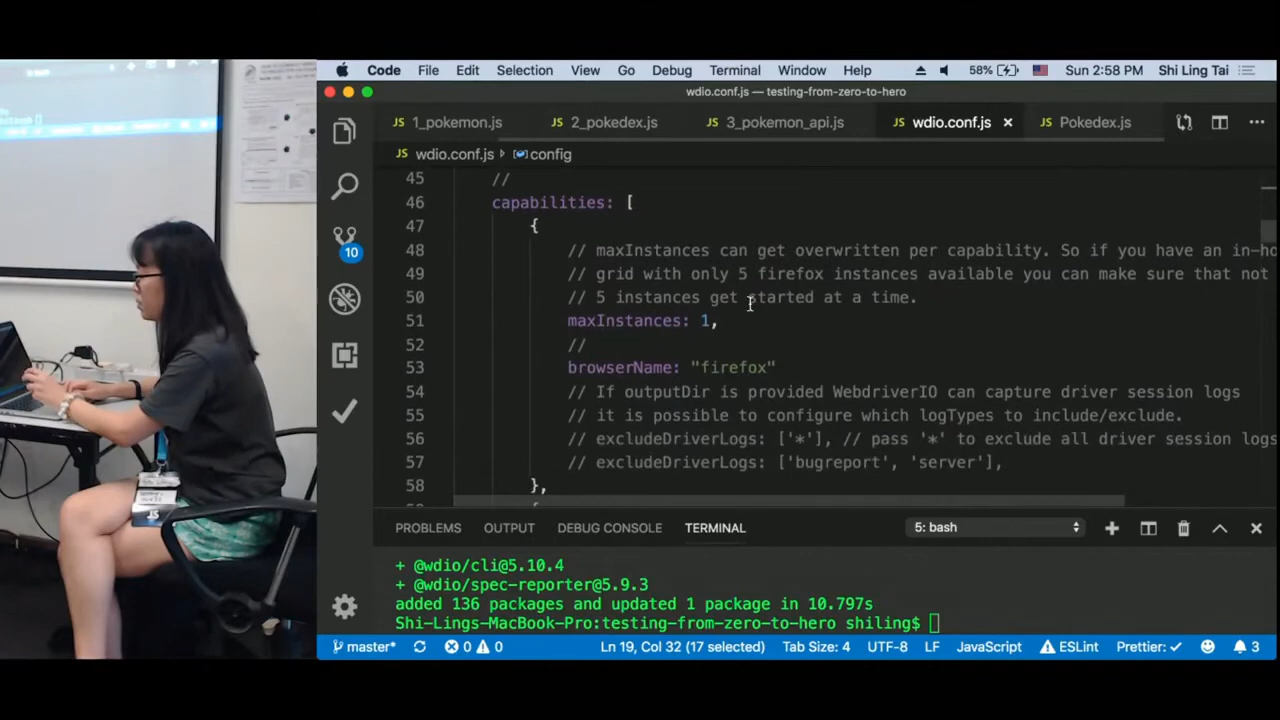 Code File Edit Selection View Go Debug Terminal Window Help 58% Sun 2:58 PM Shi Ling Tai
wdio.conf.js — testing-from-zero-to-hero
JS 1_pokemon.js JS 2_pokedex.js JS 3_pokemon_api.js JS wdio.conf.js × JS Pokedex.js
JS wdio.conf.js config
10
45 //
46 capabilities: [
47 {
48 // maxInstances can get overwritten per capability. So if you have an in-ho
49 // grid with only 5 firefox instances available you can make sure that not
50 // 5 instances get started at a time.
51 maxInstances: 1,
52 //
53 browserName: "firefox"
54 // If outputDir is provided WebdriverIO can capture driver session logs
55 // it is possible to configure which logTypes to include/exclude.
56 // excludeDriverLogs: ['*'], // pass '*' to exclude all driver session logs
57 // excludeDriverLogs: ['bugreport', 'server'],
58 },
PROBLEMS OUTPUT DEBUG CONSOLE TERMINAL 5: bash
+ @wdio/cli@5.10.4
+ @wdio/spec-reporter@5.9.3
added 136 packages and updated 1 package in 10.797s
Shi-Lings-MacBook-Pro:testing-from-zero-to-hero shiling$
master* 0 0 Ln 19, Col 32 (17 selected) Tab Size: 4 UTF-8 LF JavaScript ESLint Prettier: ✓ 3